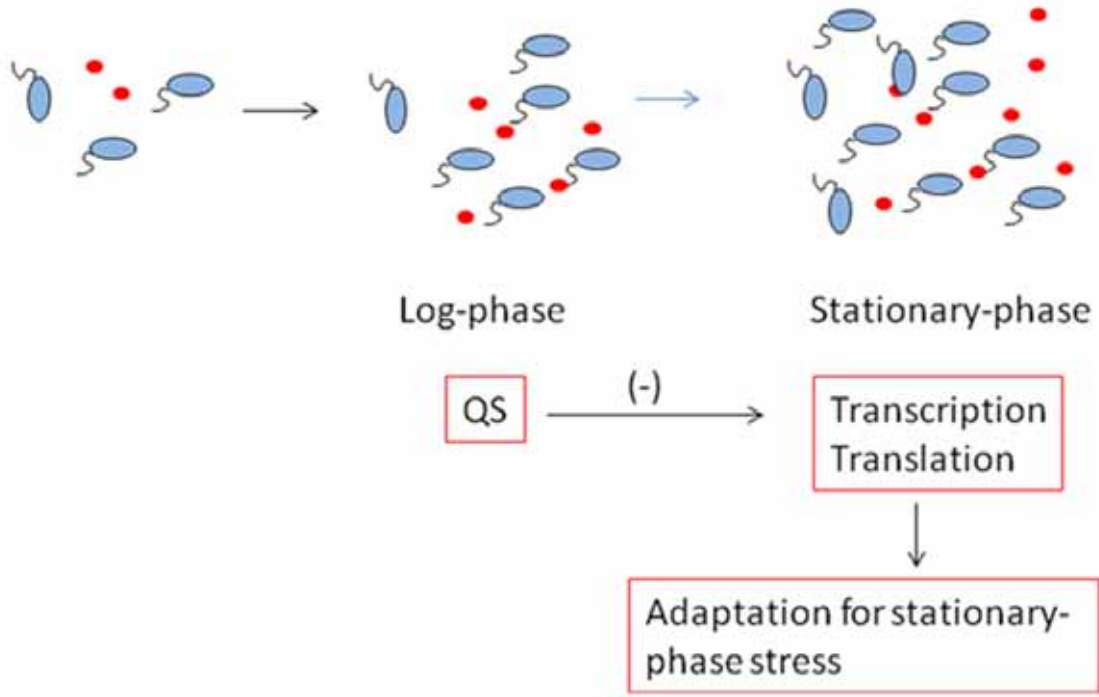 Log-phase
Stationary-phase
QS
(-)
Transcription
Translation
Adaptation for stationary-
phase stress